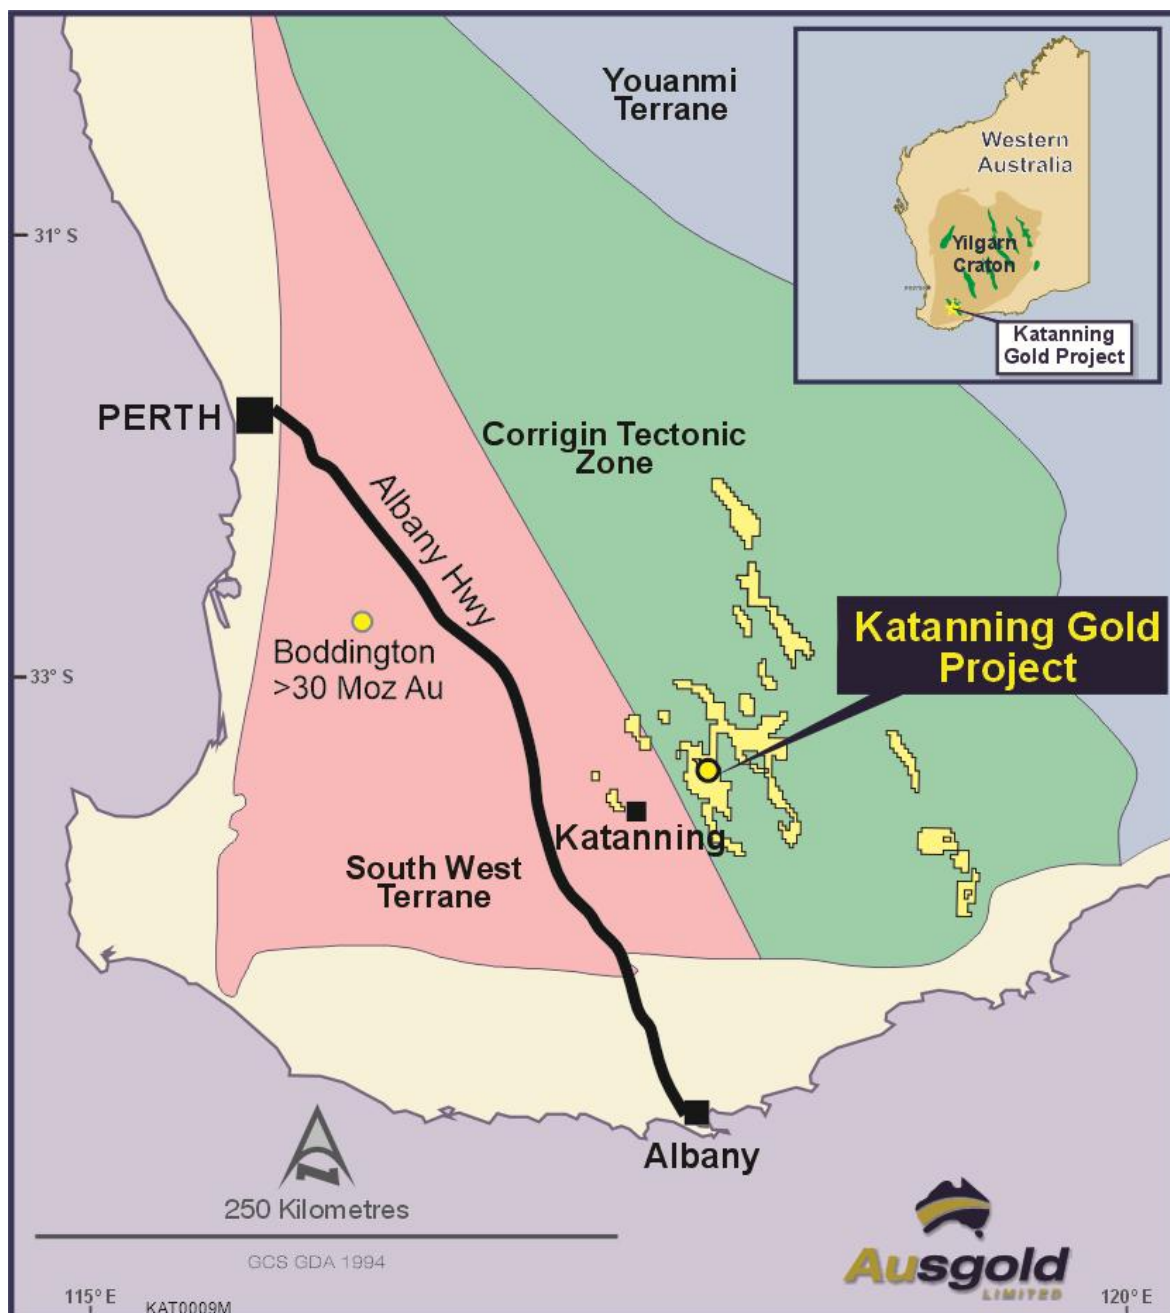 Youanmi
Terrane
Western
Australia
Yilgarn
Craton
Katanning
Gold Project
31° S
PERTH
Corrigin Tectonic
Zone
Albany Hwy
Boddington
>30 Moz Au
Katanning Gold
Project
33° S
Katanning
South West
Terrane
Albany
N
250 Kilometres
GCS GDA 1994
Ausgold
LIMITED
115° E
KAT0009M
120° E